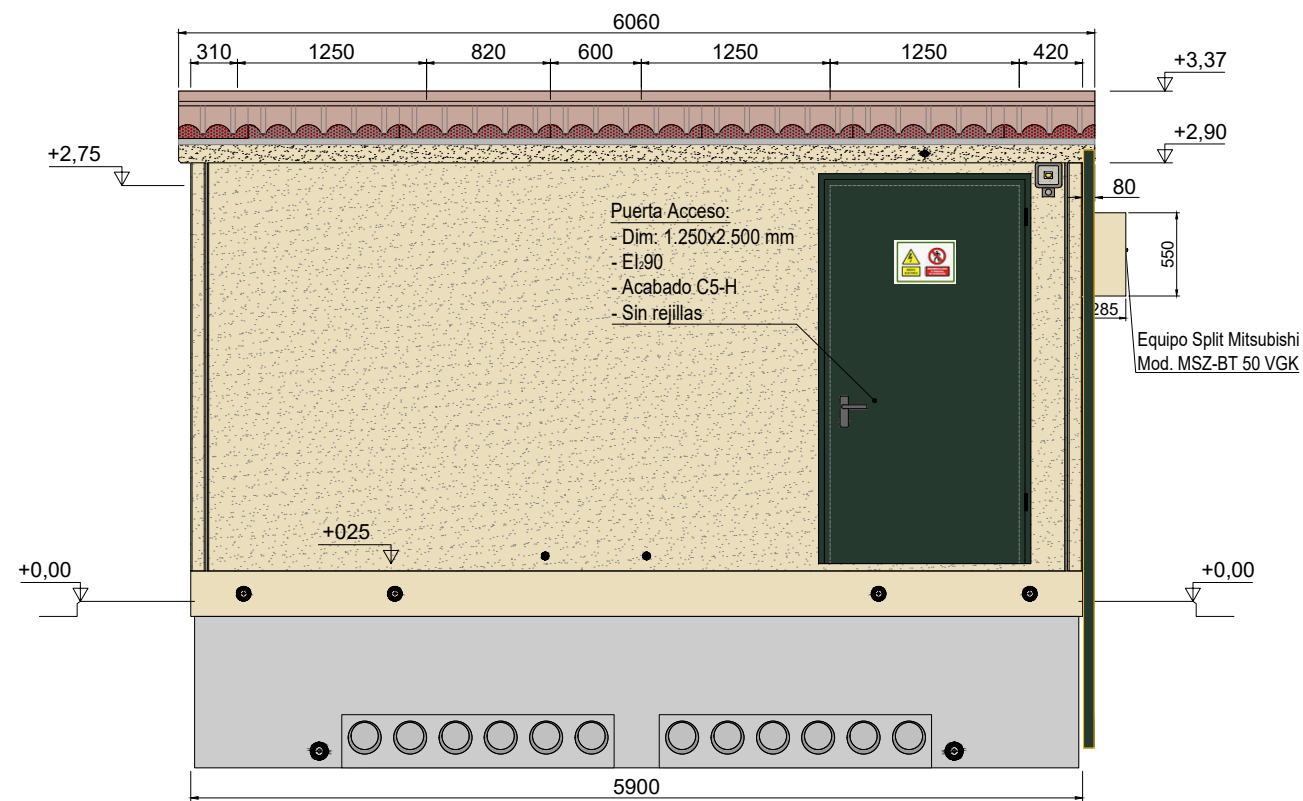 6060
310 1250 820 600 1250 1250 420
+3,37
+2,90
+2,75
80
Puerta Acceso:
- Dim: 1.250x2.500 mm
- EI₂90
- Acabado C5-H
- Sin rejillas
550
285
Equipo Split Mitsubishi
Mod. MSZ-BT 50 VGK
+025
+0,00
+0,00
5900